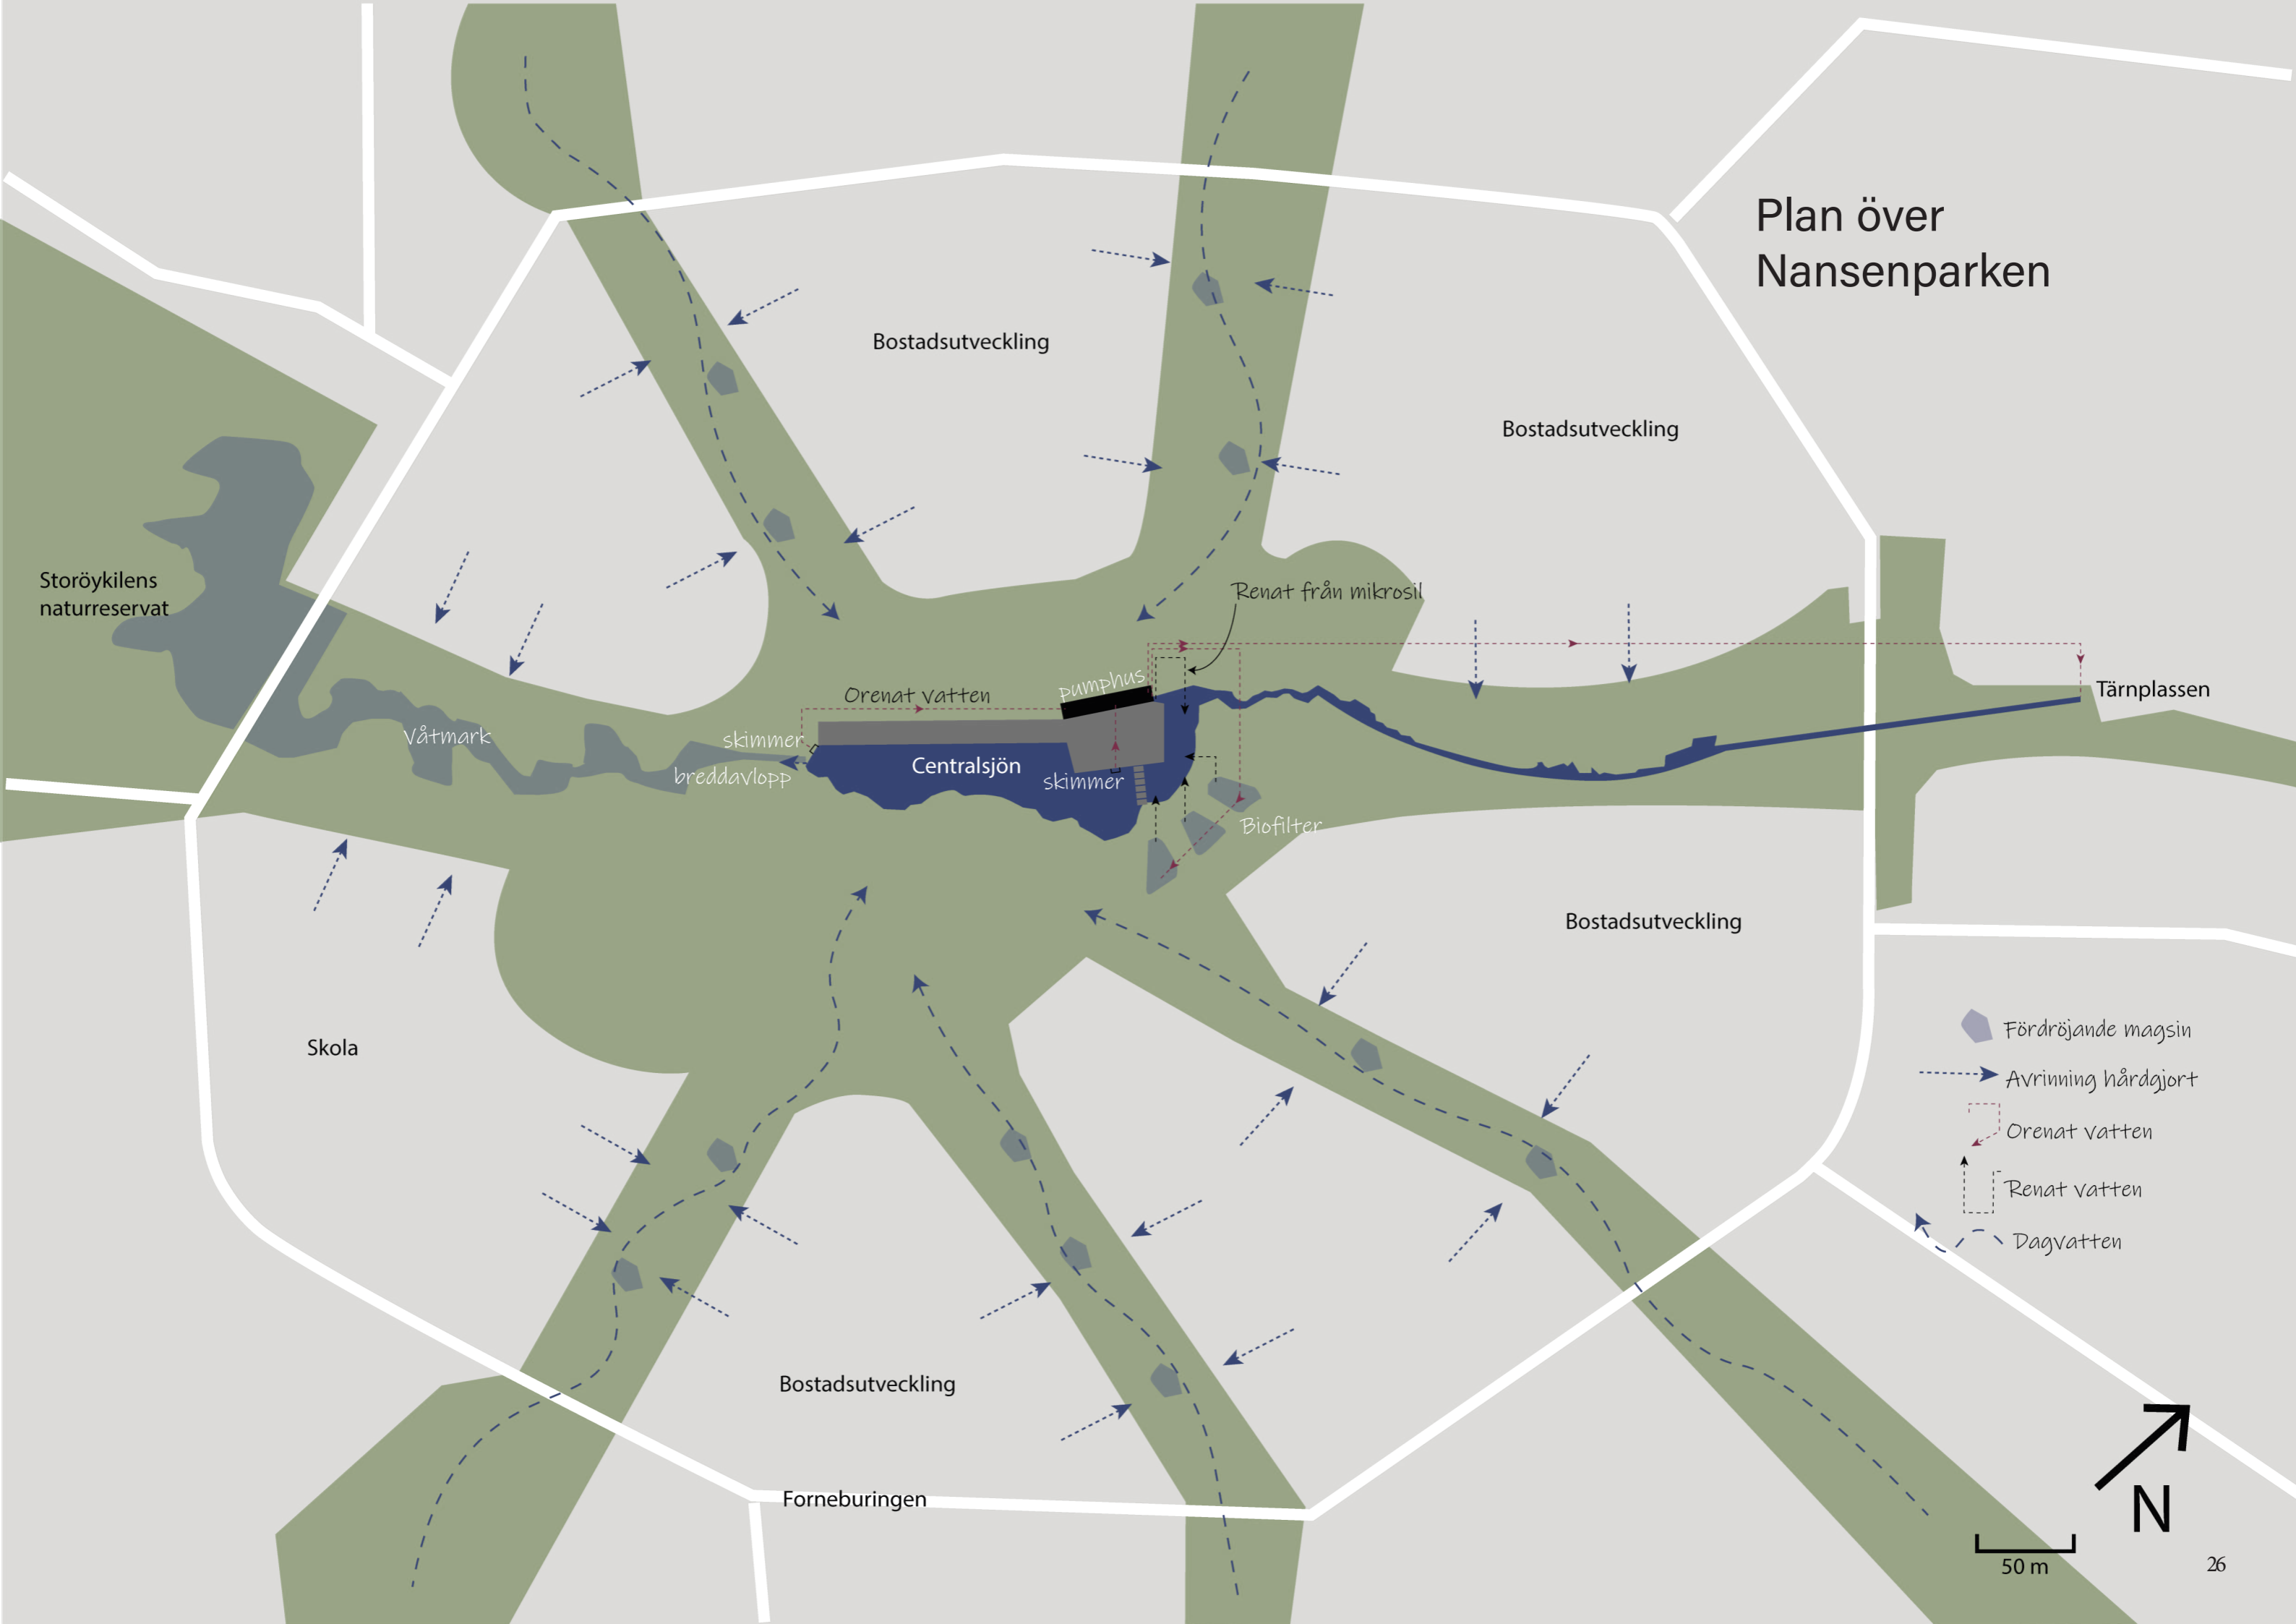 Plan över
Nansenparken
Bostadsutveckling
Bostadsutveckling
Storöykilens
naturreservat
Renat från mikrosil
pumphus
Orenat vatten
Tärnplassen
Våtmark
skimmer
breddavlopp
Centralsjön
skimmer
Biofilter
Bostadsutveckling
Skola
Fördröjande magsin
Avrinning hårdgjort
Orenat vatten
Renat vatten
Dagvatten
Bostadsutveckling
Forneburingen
N
50 m
26